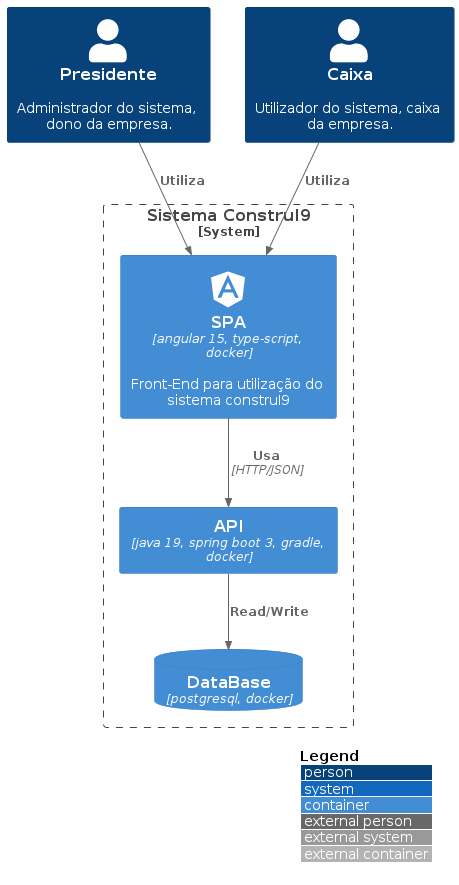 Presidente
Administrador do sistema,
dono da empresa.
Caixa
Utilizador do sistema, caixa
da empresa.
Utiliza
Utiliza
Sistema Construl9
[System]
SPA
[angular 15, type-script,
docker]
Front-End para utilização do
sistema construl9
Usa
[HTTP/JSON]
API
[java 19, spring boot 3, gradle,
docker]
Read/Write
DataBase
[postgresql, docker]
Legend
person
system
container
external person
external system
external container